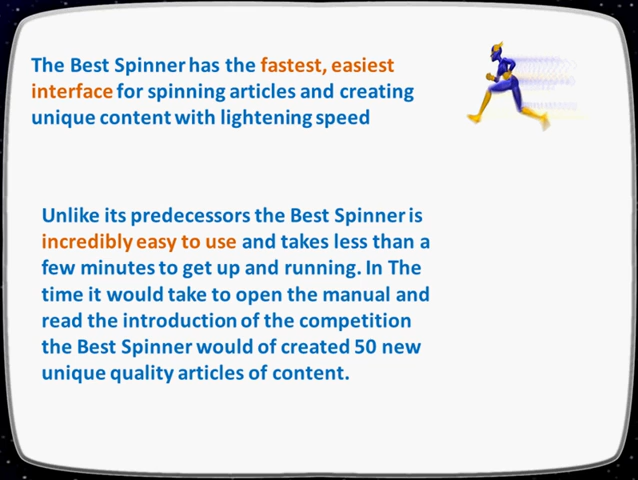 The Best Spinner has the fastest, easiest
interface for spinning articles and creating
unique content with lightening speed
Unlike its predecessors the Best Spinner is
incredibly easy to use and takes less than a
few minutes to get up and running. In The
time it would take to open the manual and
read the introduction of the competition
the Best Spinner would of created 50 new
unique quality articles of content.